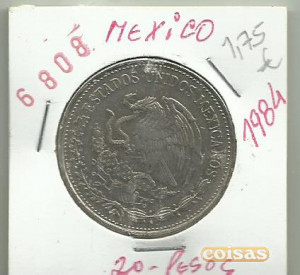 6808
MEXICO
1,75
€
ESTADOS UNIDOS MEXICANOS
1984
20-PESOS
coisas